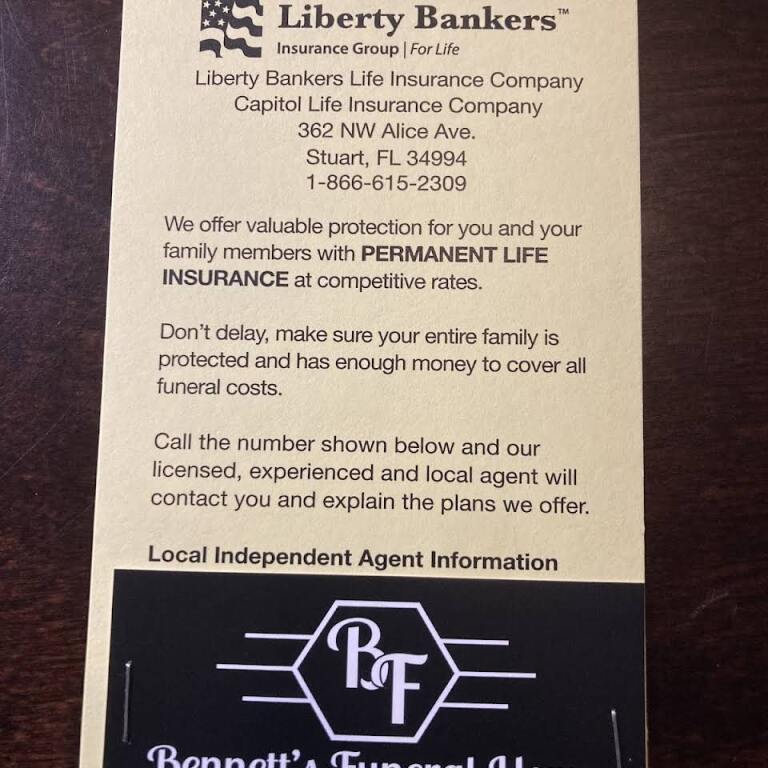 Liberty Bankers™
Insurance Group | For Life
Liberty Bankers Life Insurance Company
Capitol Life Insurance Company
362 NW Alice Ave.
Stuart, FL 34994
1-866-615-2309
We offer valuable protection for you and your
family members with PERMANENT LIFE
INSURANCE at competitive rates.
Don't delay, make sure your entire family is
protected and has enough money to cover all
funeral costs.
Call the number shown below and our
licensed, experienced and local agent will
contact you and explain the plans we offer.
Local Independent Agent Information
BF
Bennett's Funeral